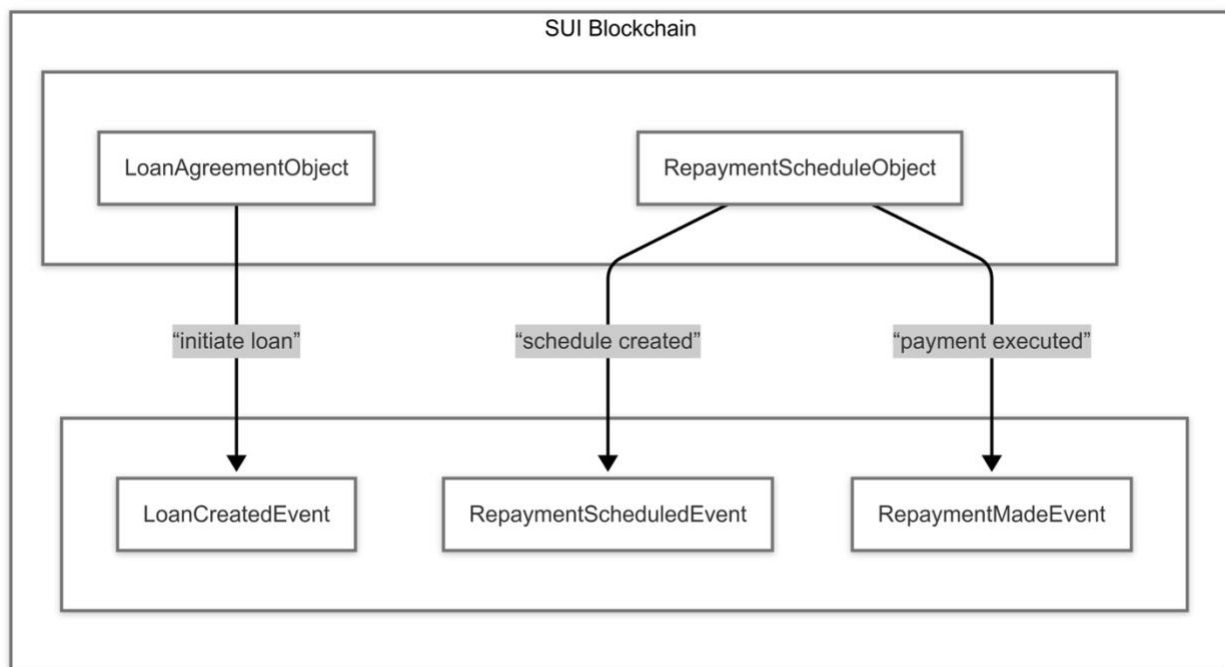 SUI Blockchain
LoanAgreementObject
RepaymentScheduleObject
“initiate loan”
“schedule created”
“payment executed”
LoanCreatedEvent
RepaymentScheduledEvent
RepaymentMadeEvent